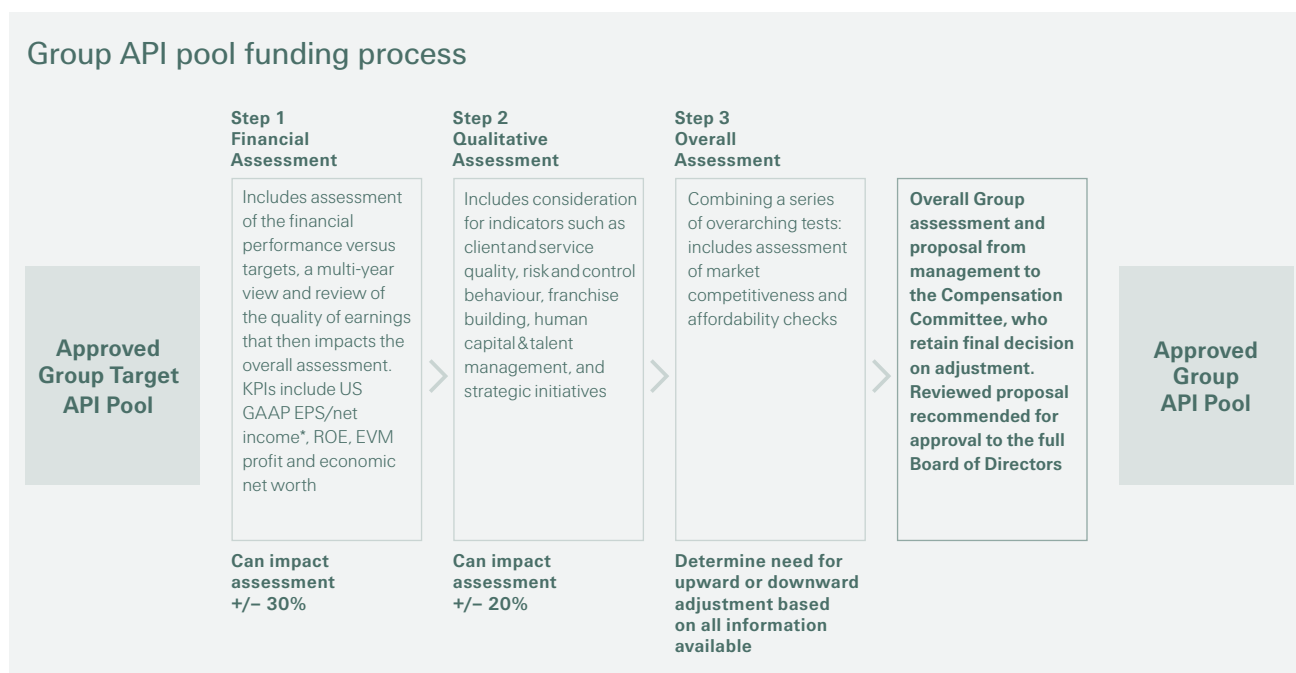 Group API pool funding process
Approved
Group Target
API Pool
Step 1
Financial
Assessment
Includes assessment
of the financial
performance versus
targets, a multi-year
view and review of
the quality of earnings
that then impacts the
overall assessment.
KPIs include US
GAAP EPS/net
income*, ROE, EVM
profit and economic
net worth
Can impact
assessment
+/– 30%
Step 2
Qualitative
Assessment
Includes consideration
for indicators such as
client and service
quality, risk and control
behaviour, franchise
building, human
capital & talent
management, and
strategic initiatives
Can impact
assessment
+/– 20%
Step 3
Overall
Assessment
Combining a series
of overarching tests:
includes assessment
of market
competitiveness and
affordability checks
Determine need for
upward or downward
adjustment based
on all information
available
Overall Group
assessment and
proposal from
management to
the Compensation
Committee, who
retain final decision
on adjustment.
Reviewed proposal
recommended for
approval to the full
Board of Directors
Approved
Group
API Pool